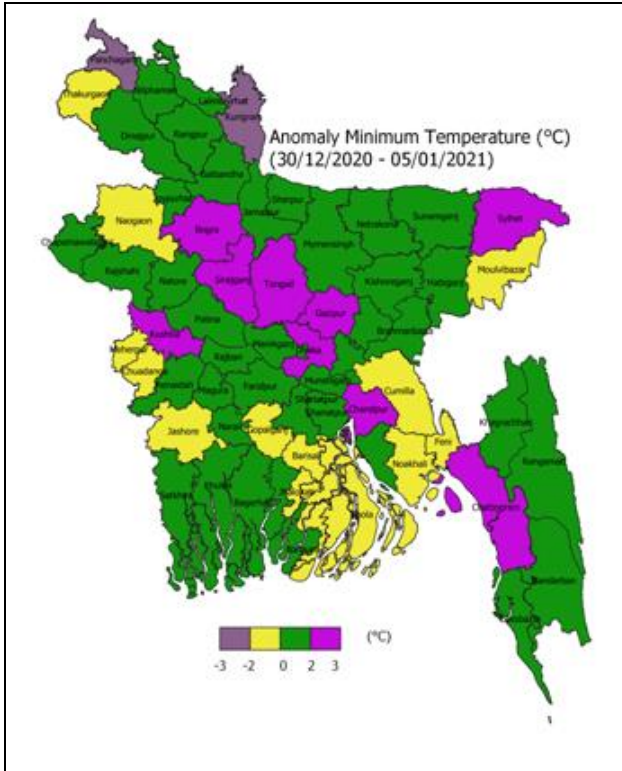 Panchagarh
Thakurgaon
Nilphamari
Lalmonirhat
Kurigram
Dinajpur
Rangpur
Anomaly Minimum Temperature (°C)
(30/12/2020 - 05/01/2021)
Gaibandha
Naogaon
Sherpur
Jamalpur
Bogra
Mymensingh
Netrokona
Sunamganj
Sylhet
Moulvibazar
Rajshahi
Natore
Sirajganj
Tangail
Kishoreganj
Habiganj
Gazipur
Pabna
Kushtia
Manikganj
Dhaka
Brahmanbaria
Meherpur
Chuadanga
Rajbari
Faridpur
Magura
Munshiganj
Shariatpur
Cumilla
Chandpur
Khagrachhari
Jashore
Narail
Gopalganj
Barisal
Noakhali
Feni
Rangamati
Satkhira
Khulna
Bagerhat
Bhola
Chattogram
Bandarban
(°C)
-3 -2 0 2 3